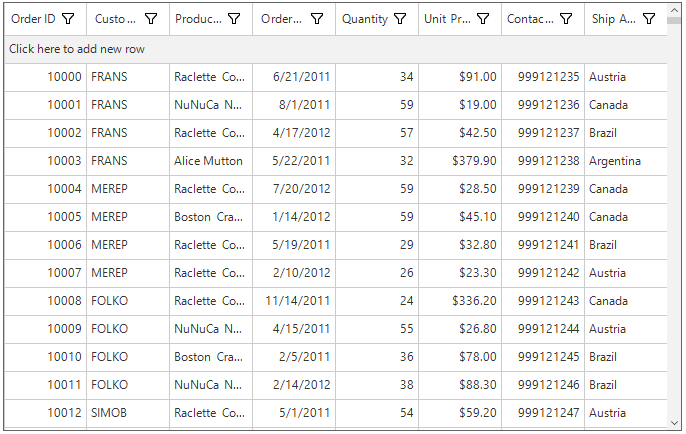 Order ID Custo... Produc... Order... Quantity Unit Pr... Contac... Ship A...
Click here to add new row
10000 FRANS Raclette Co... 6/21/2011 34 $91.00 999121235 Austria
10001 FRANS NuNuCa N... 8/1/2011 59 $19.00 999121236 Canada
10002 FRANS Raclette Co... 4/17/2012 57 $42.50 999121237 Brazil
10003 FRANS Alice Mutton 5/22/2011 32 $379.90 999121238 Argentina
10004 MEREP Raclette Co... 7/20/2012 59 $28.50 999121239 Canada
10005 MEREP Boston Cra... 1/14/2012 59 $45.10 999121240 Canada
10006 MEREP Raclette Co... 5/19/2011 29 $32.80 999121241 Brazil
10007 MEREP Raclette Co... 2/10/2012 26 $23.30 999121242 Austria
10008 FOLKO Raclette Co... 11/14/2011 24 $336.20 999121243 Canada
10009 FOLKO NuNuCa N... 4/15/2011 55 $26.80 999121244 Austria
10010 FOLKO Boston Cra... 2/5/2011 36 $78.00 999121245 Brazil
10011 FOLKO NuNuCa N... 2/14/2012 38 $88.30 999121246 Brazil
10012 SIMOB Raclette Co... 5/1/2011 54 $59.20 999121247 Austria